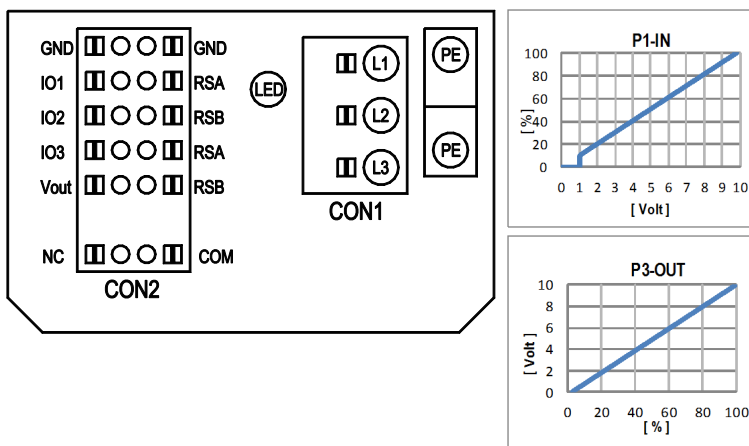 GND GND
IO1 RSA
IO2 RSB
IO3 RSA
Vout RSB
NC COM
CON2
LED
L1
L2
L3
CON1
PE
PE
P1-IN
[ %]
100
80
60
40
20
0
0 1 2 3 4 5 6 7 8 9 10
[ Volt ]
P3-OUT
[ Volt ]
10
8
6
4
2
0
0 20 40 60 80 100
[ % ]